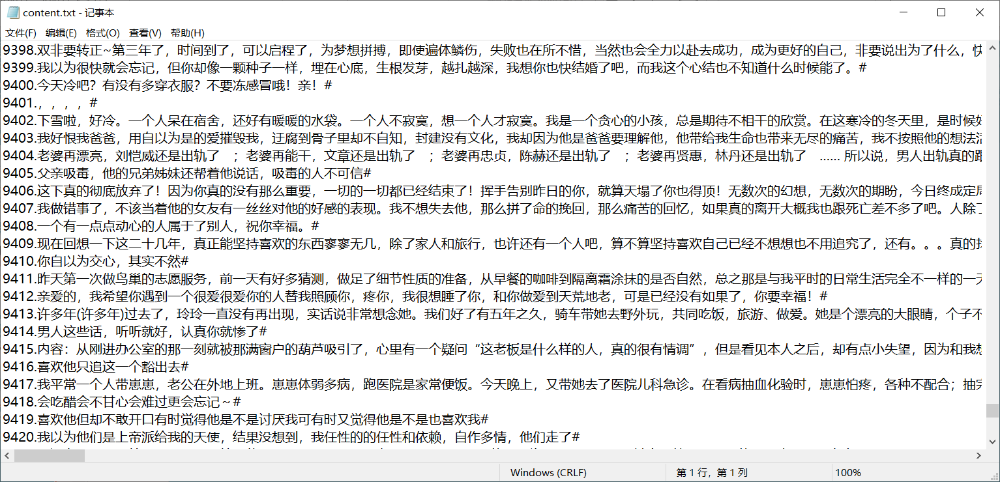 content.txt - 记事本
文件(F) 编辑(E) 格式(O) 查看(V) 帮助(H)
9398.双非要转正~第三年了，时间到了，可以启程了，为梦想拼搏，即使遍体鳞伤，失败也在所不惜，当然也会全力以赴去成功，成为更好的自己，非要说出为了什么，快
9399.我以为很快就会忘记，但你却像一颗种子一样，埋在心底，生根发芽，越扎越深，我想你也快结婚了吧，而我这个心结也不知道什么时候能了。#
9400.今天冷吧？有没有多穿衣服？不要冻感冒哦！亲！#
9401.，，，，#
9402.下雪啦，好冷。一个人呆在宿舍，还好有暖暖的水袋。一个人不寂寞，想一个人才寂寞。我是一个贪心的小孩，总是期待不相干的欣赏。在这寒冷的冬天里，是时候好
9403.我好恨我爸爸，用自以为是的爱摧毁我，迂腐到骨子里却不自知，封建没有文化，我却因为他是爸爸要理解他，他带给我生命也带来无尽的痛苦，我不按照他的想法活
9404.老婆再漂亮，刘恺威还是出轨了　；老婆再能干，文章还是出轨了　；老婆再忠贞，陈赫还是出轨了　；老婆再贤惠，林丹还是出轨了　…… 所以说，男人出轨真的跟
9405.父亲吸毒，他的兄弟姊妹还帮着他说话，吸毒的人不可信#
9406.这下真的彻底放弃了！因为你真的没有那么重要，一切的一切都已经结束了！挥手告别昨日的你，就算天塌了你也得顶！无数次的幻想，无数次的期盼，今日终成定局
9407.我做错事了，不该当着他的女友有一丝丝对他的好感的表现。我不想失去他，那么拼了命的挽回，那么痛苦的回忆，如果真的离开大概我也跟死亡差不多了吧。人除了
9408.一个有一点点动心的人属于了别人，祝你幸福。#
9409.现在回想一下这二十几年，真正能坚持喜欢的东西寥寥无几，除了家人和旅行，也许还有一个人吧，算不算坚持喜欢自己已经不想想也不用追究了，还有。。。真的我
9410.你自以为交心，其实不然#
9411.昨天第一次做鸟巢的志愿服务，前一天有好多猜测，做足了细节性质的准备，从早餐的咖啡到隔离霜涂抹的是否自然，总之那是与我平时的日常生活完全不一样的一天
9412.亲爱的，我希望你遇到一个很爱很爱你的人替我照顾你，疼你，我很想睡了你，和你做爱到天荒地老，可是已经没有如果了，你要幸福！#
9413.许多年(许多年)过去了，玲玲一直没有再出现，实话说非常想念她。我们好了有五年之久，骑车带她去野外玩，共同吃饭，旅游、做爱。她是个漂亮的大眼睛，个子不
9414.男人这些话，听听就好，认真你就惨了#
9415.内容：从刚进办公室的那一刻就被那满窗户的葫芦吸引了，心里有一个疑问“这老板是什么样的人，真的很有情调”，但是看见本人之后，却有点小失望，因为和我想
9416.喜欢他只追这一个豁出去#
9417.我平常一个人带崽崽，老公在外地上班。崽崽体弱多病，跑医院是家常便饭。今天晚上，又带她去了医院儿科急诊。在看病抽血化验时，崽崽怕疼，各种不配合；抽完
9418.会吃醋会不甘心会难过更会忘记～#
9419.喜欢他但却不敢开口有时觉得他是不是讨厌我可有时又觉得他是不是也喜欢我#
9420.我以为他们是上帝派给我的天使，结果没想到，我任性的的任性和依赖，自作多情，他们走了#
Windows (CRLF) 第 1 行，第 1 列 100%